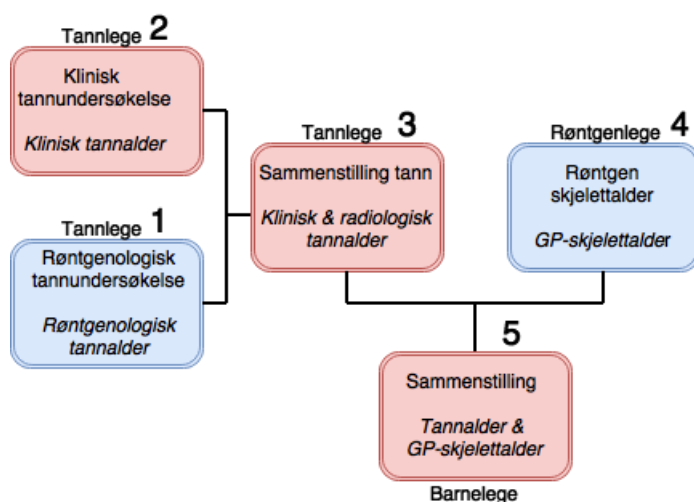 Tannlege 2
Klinisk
tannundersøkelse
Klinisk tannalder
Tannlege 1
Røntgenologisk
tannundersøkelse
Røntgenologisk
tannalder
Tannlege 3
Sammenstilling tann
Klinisk & radiologisk
tannalder
Røntgenlege 4
Røntgen
skjelettalder
GP-skjelettalder
5
Sammenstilling
Tannalder &
GP-skjelettalder
Barnelege